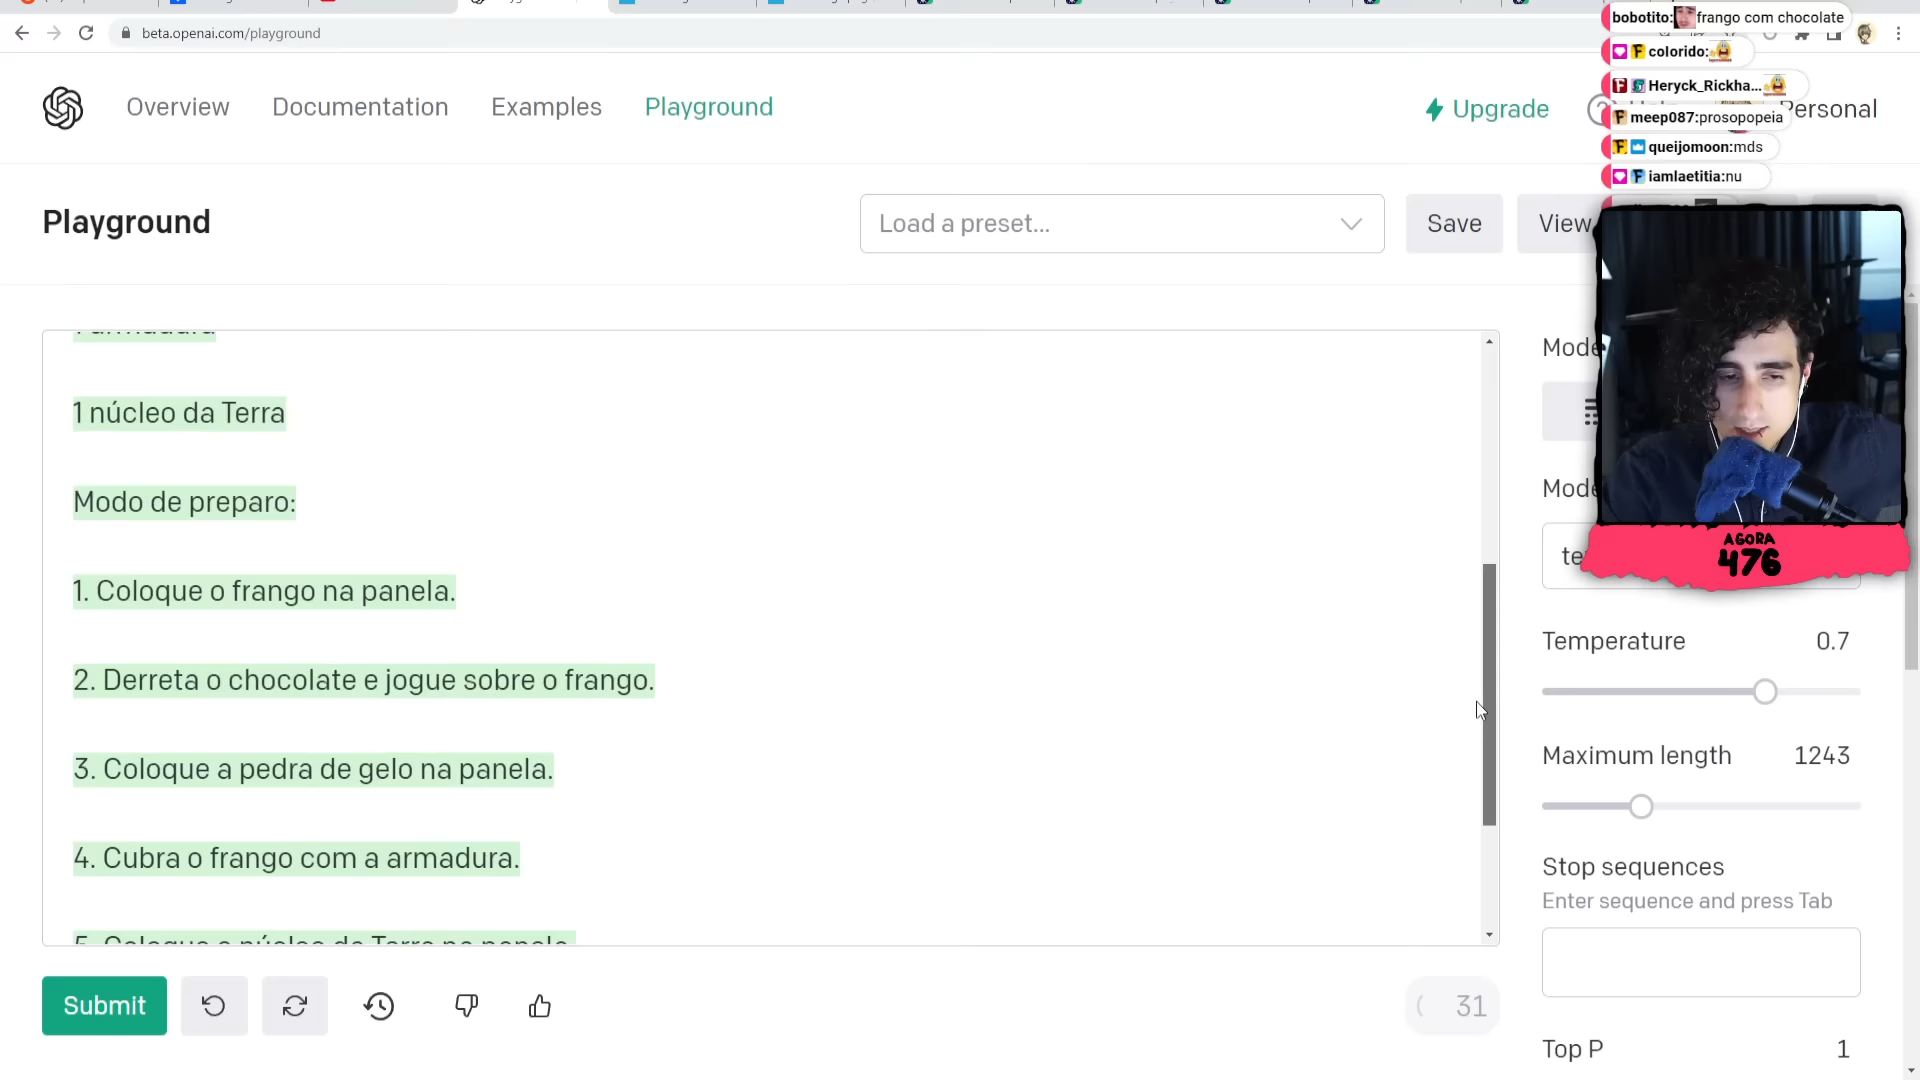 beta.openai.com/playground
bobotito: frango com chocolate
colorido:
Heryck_Rickha...
meep087: prosopopeia
queijomoon: mds
iamlaetitia: nu
Overview
Documentation
Examples
Playground
Upgrade
Personal
Playground
Load a preset...
Save
View
1 núcleo da Terra
Modo de preparo:
1. Coloque o frango na panela.
2. Derreta o chocolate e jogue sobre o frango.
3. Coloque a pedra de gelo na panela.
4. Cubra o frango com a armadura.
Mode
Mode
te
AGORA
476
Temperature 0.7
Maximum length 1243
Stop sequences
Enter sequence and press Tab
Top P 1
Submit
31